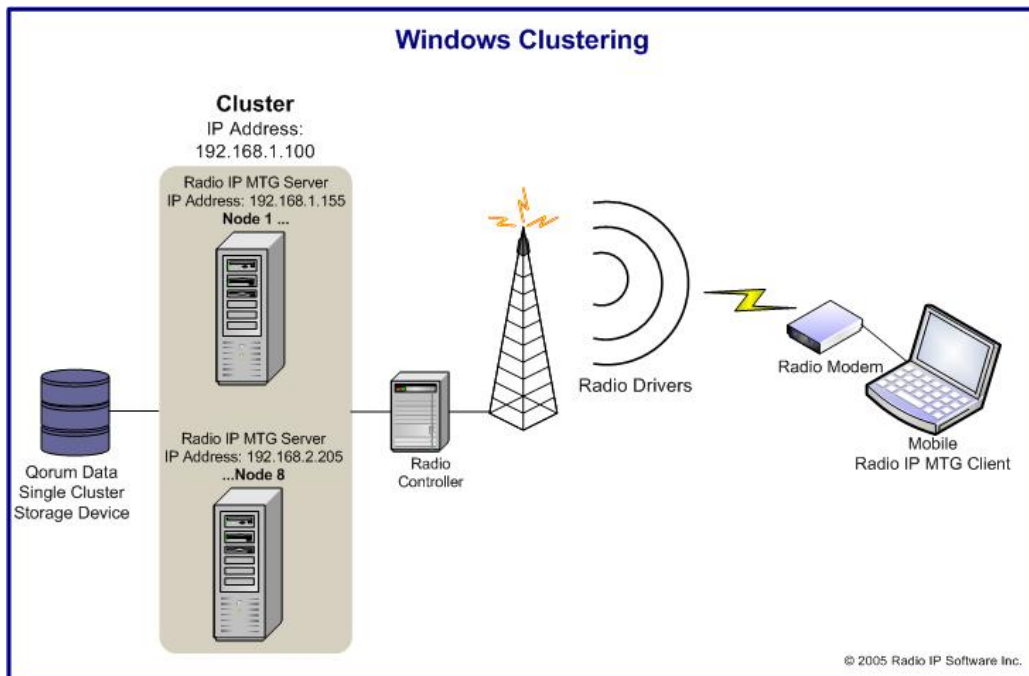 Windows Clustering
Cluster
IP Address:
192.168.1.100
Radio IP MTG Server
IP Address: 192.168.1.155
Node 1 ...
Radio IP MTG Server
IP Address: 192.168.2.205
...Node 8
Qorum Data
Single Cluster
Storage Device
Radio
Controller
Radio Drivers
Radio Modem
Mobile
Radio IP MTG Client
© 2005 Radio IP Software Inc.